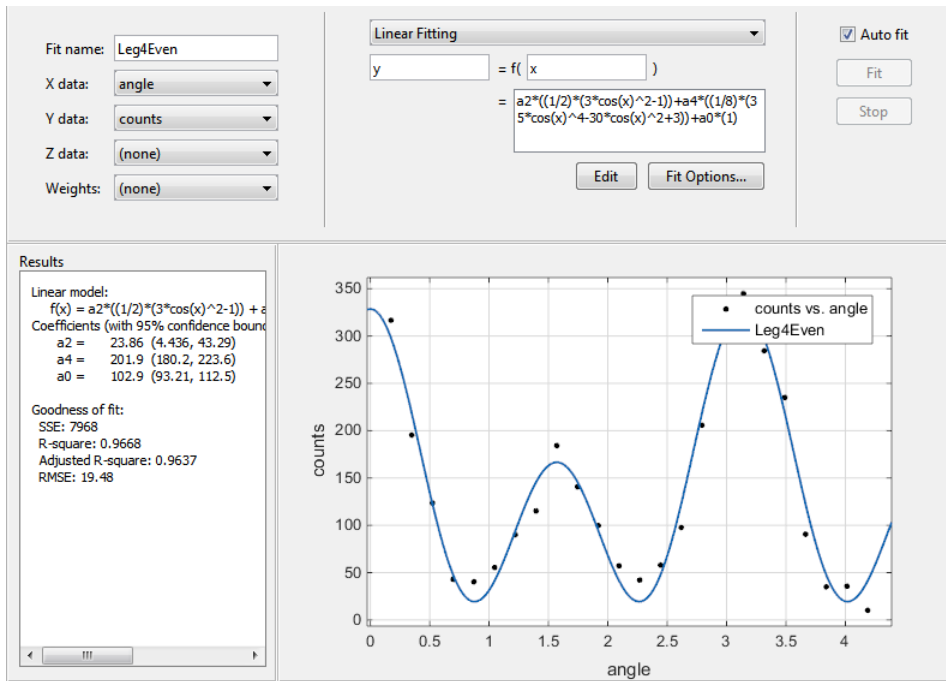 Fit name: Leg4Even
X data: angle
Y data: counts
Z data: (none)
Weights: (none)
Linear Fitting
y = f( x )
= a2*((1/2)*(3*cos(x)^2-1))+a4*((1/8)*(3
5*cos(x)^4-30*cos(x)^2+3))+a0*(1)
Edit Fit Options...
Auto fit
Fit
Stop
Results
Linear model:
f(x) = a2*((1/2)*(3*cos(x)^2-1)) + a
Coefficients (with 95% confidence bound
a2 = 23.86 (4.436, 43.29)
a4 = 201.9 (180.2, 223.6)
a0 = 102.9 (93.21, 112.5)
Goodness of fit:
SSE: 7968
R-square: 0.9668
Adjusted R-square: 0.9637
RMSE: 19.48
counts vs. angle
Leg4Even
350
300
250
200
150
100
50
0
counts
0 0.5 1 1.5 2 2.5 3 3.5 4
angle